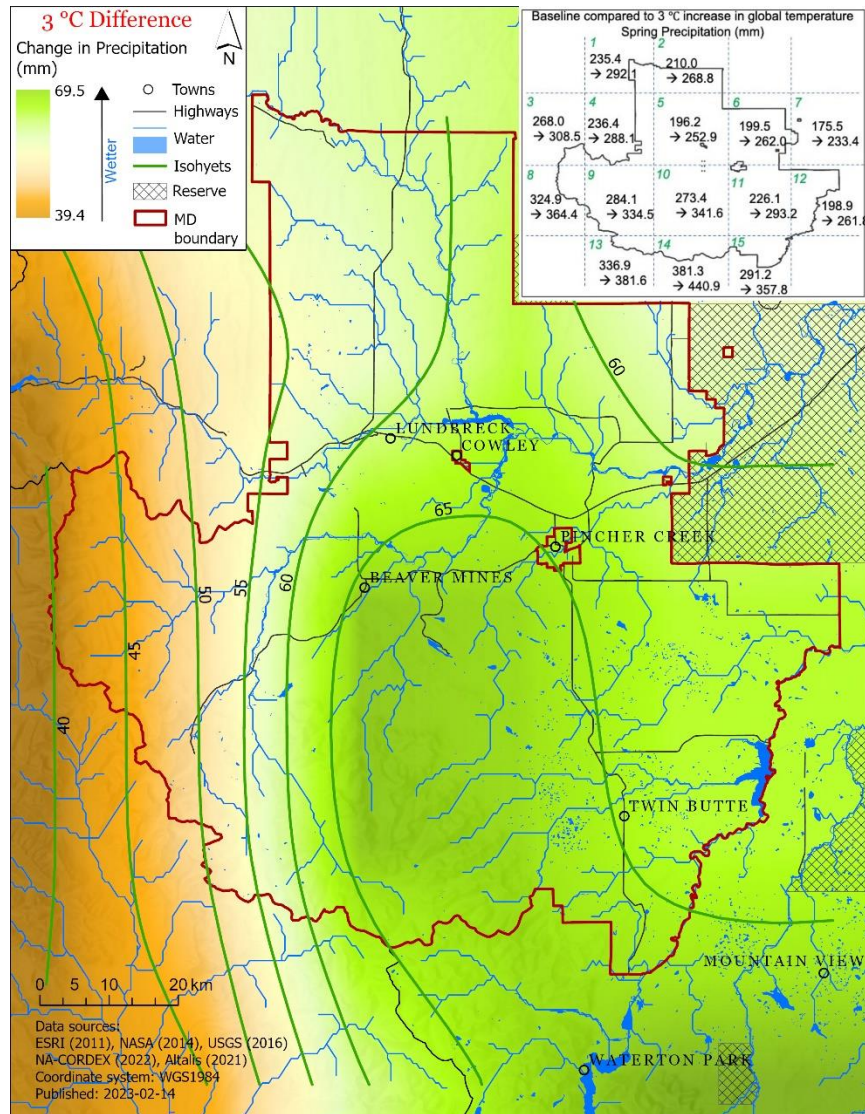 3 °C Difference
Change in Precipitation
(mm)
69.5
39.4
Wetter
N
Towns
Highways
Water
Isohyets
Reserve
MD
boundary
Baseline compared to 3 °C increase in global temperature
Spring Precipitation (mm)
1
235.4
→ 292.1
2
210.0
→ 268.8
3
268.0
→ 308.5
4
236.4
→ 288.1
5
196.2
→ 252.9
6
199.5
→ 262.0
7
175.5
→ 233.4
8
324.9
→ 364.4
9
284.1
→ 334.5
10
273.4
→ 341.6
11
226.1
→ 293.2
12
198.9
→ 261.8
13
336.9
→ 381.6
14
381.3
→ 440.9
15
291.2
→ 357.8
60
LUNDBRECK
COWLEY
65
PINCHER CREEK
BEAVER MINES
60
55
50
45
40
TWIN BUTTE
MOUNTAIN VIEW
WATERTON PARK
0 5 10 20 km
Data sources:
ESRI (2011), NASA (2014), USGS (2016)
NA-CORDEX (2022), Altalis (2021)
Coordinate system: WGS1984
Published: 2023-02-14